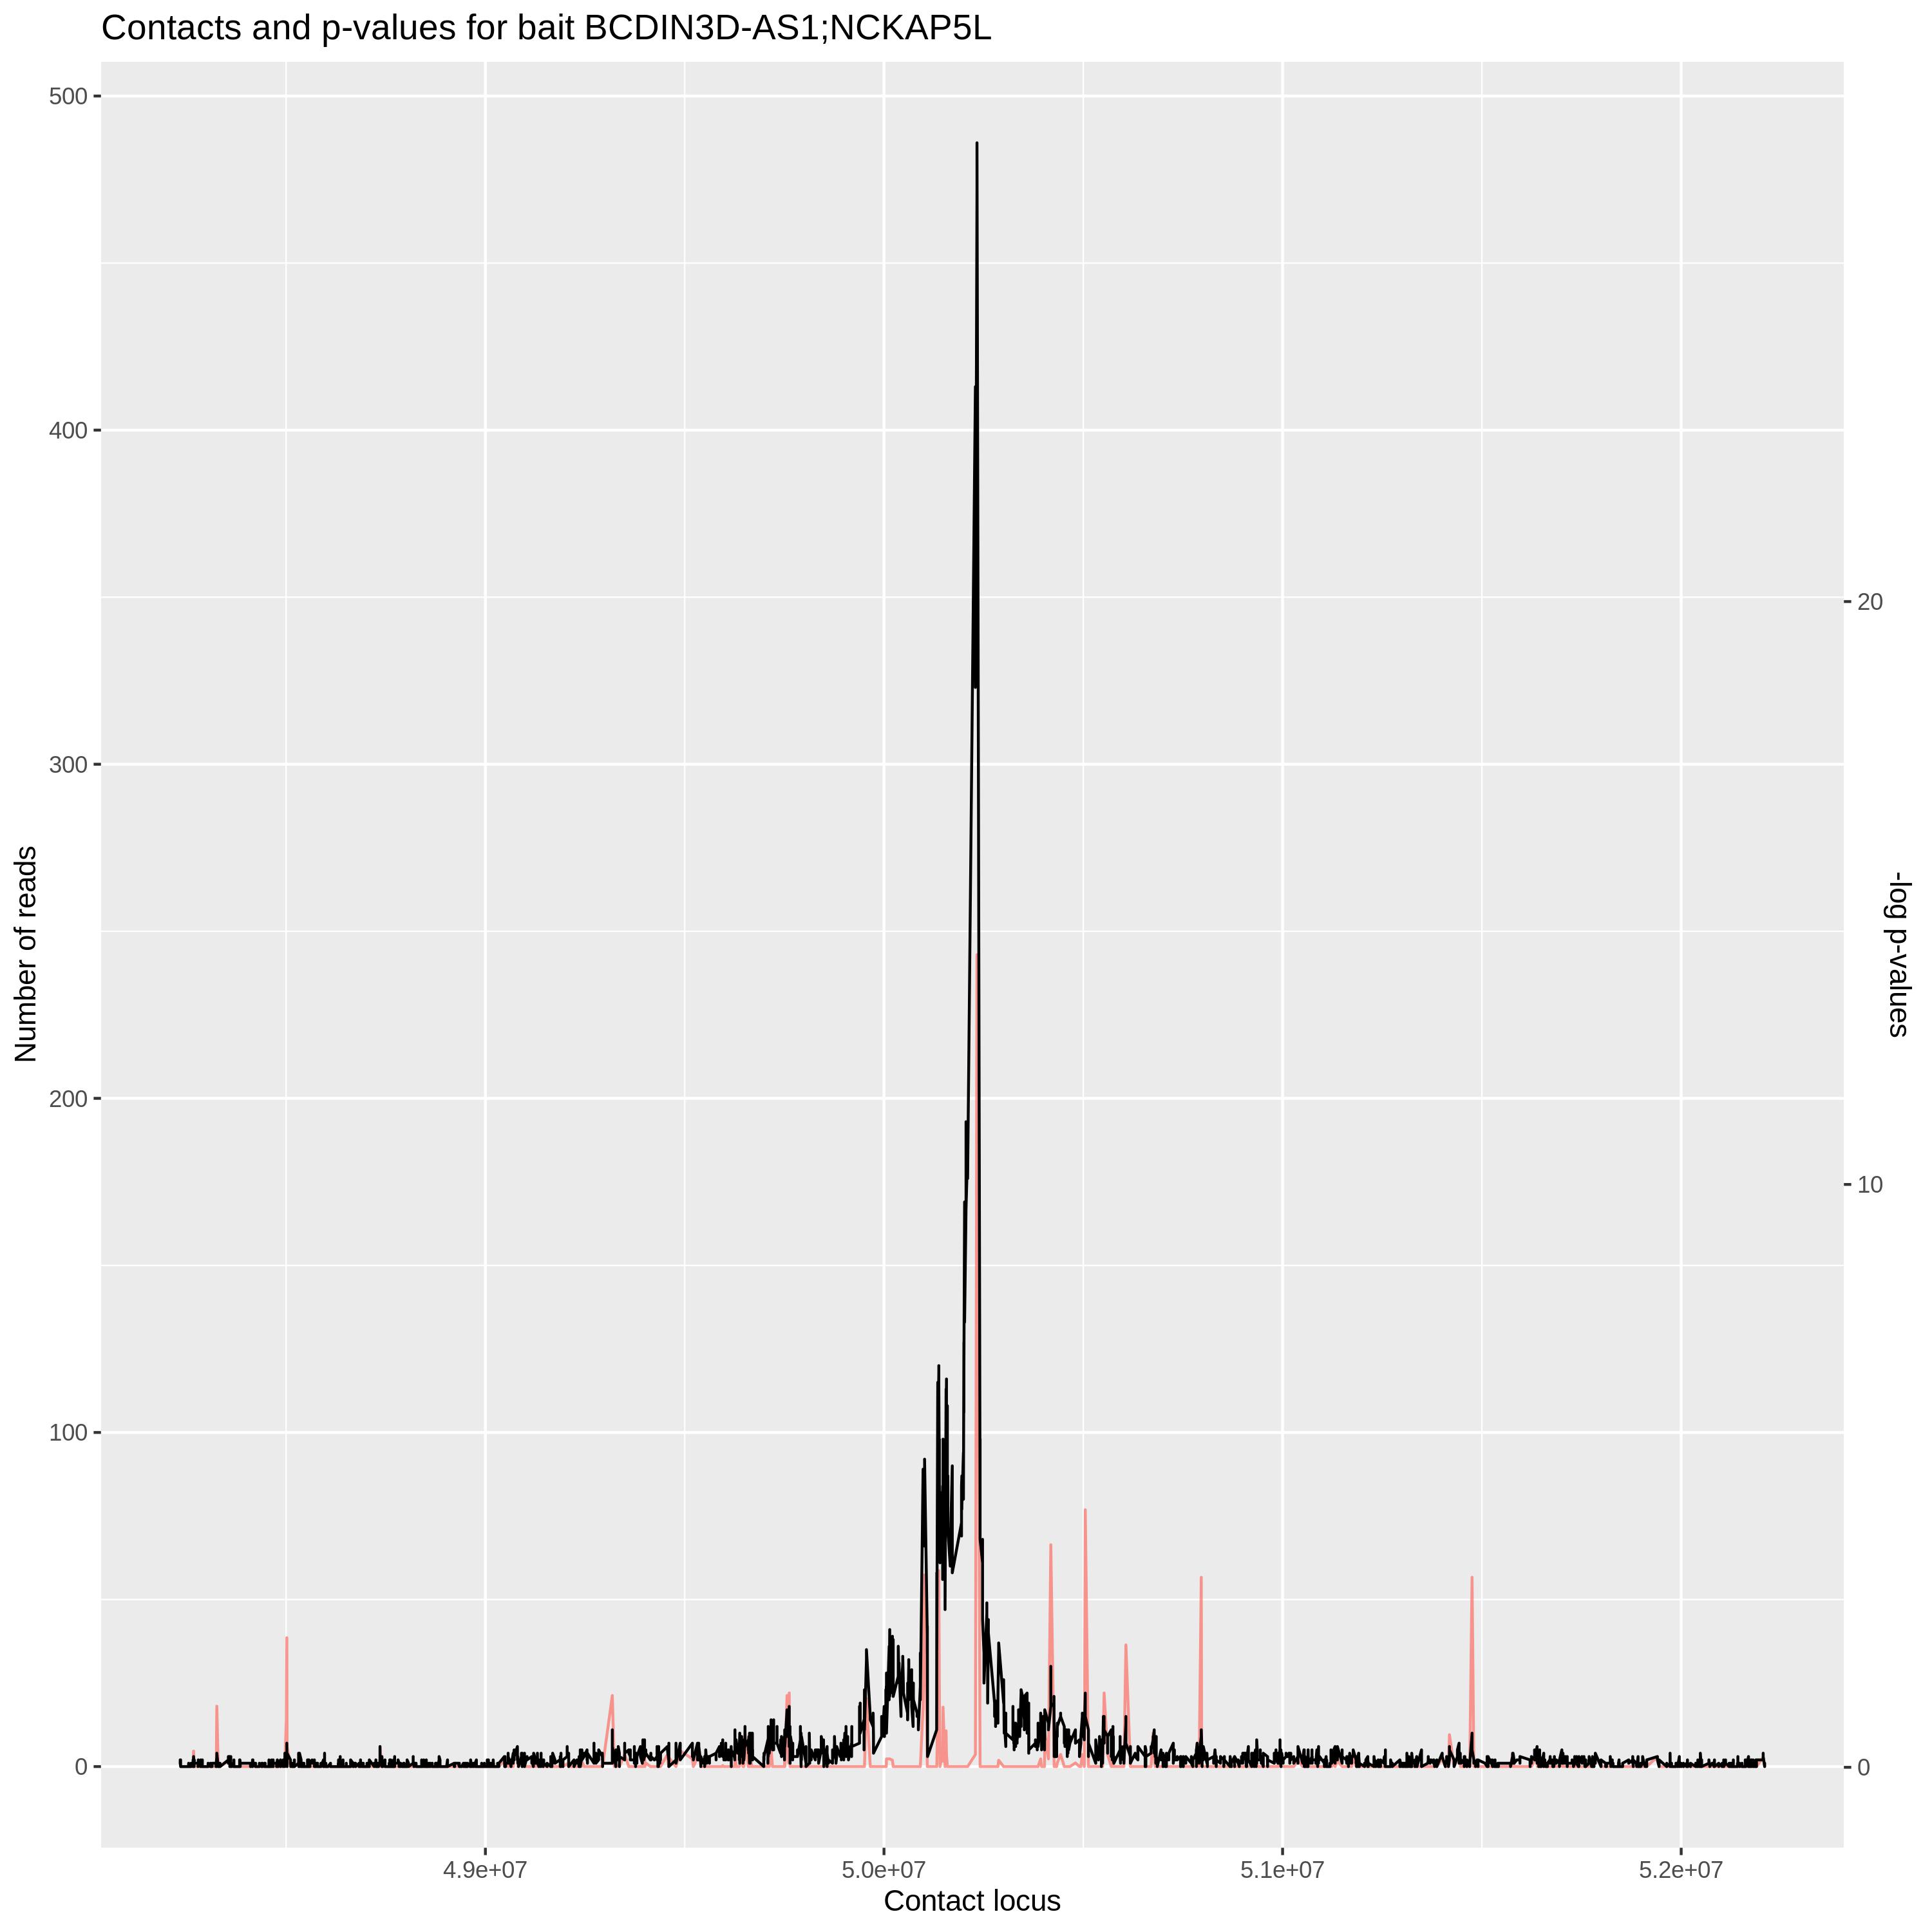 Contacts and p-values for bait BCDIN3D-AS1;NCKAP5L
500
400
300
200
100
0
Number of reads
20
10
0
-log p-values
4.9e+07
5.0e+07
5.1e+07
5.2e+07
Contact locus